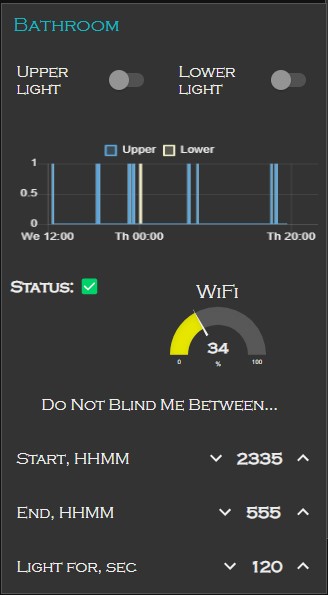 Bathroom
Upper Lower
light light
Upper Lower
1
0.5
0
We 12:00 Th 00:00 Th 20:00
Status:
WiFi
34
0 % 100
Do Not Blind Me Between...
Start, HHMM 2335
End, HHMM 555
Light for, sec 120